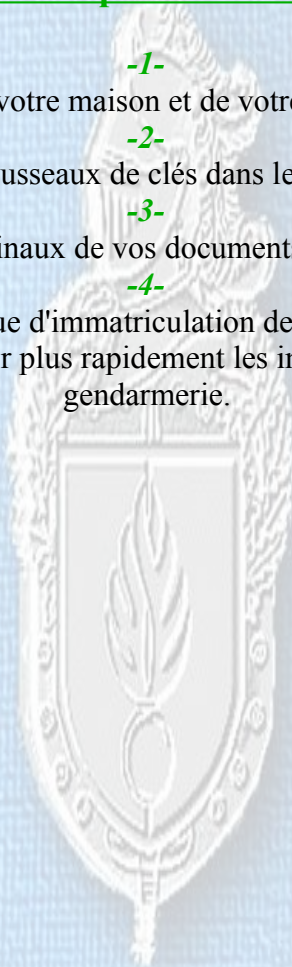 -1-
votre maison et de votre
-2-
usseaux de clés dans le
-3-
inaux de vos document
-4-
ue d'immatriculation de
r plus rapidement les in
gendarmerie.